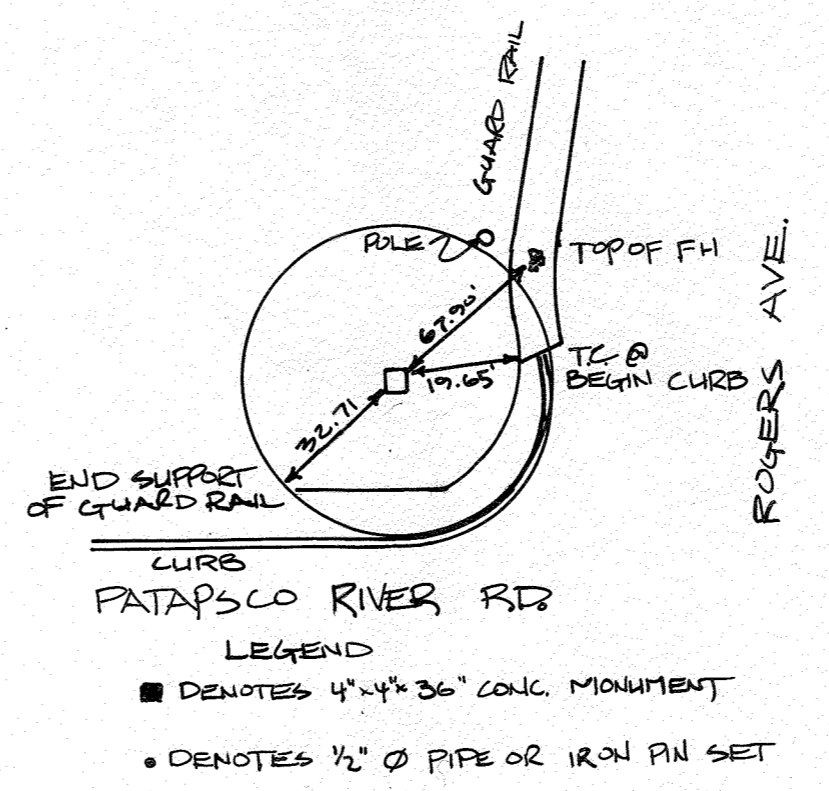 GUARD RAIL
POLE
TOP OF FH
67.90'
T.C. @
BEGIN CURB
19.65'
32.71
END SUPPORT
OF GUARD RAIL
ROGERS AVE.
CURB
PATAPSCO RIVER RD.
LEGEND
DENOTES 4"x4"x36" CONC. MONUMENT
DENOTES 1/2" Ø PIPE OR IRON PIN SET